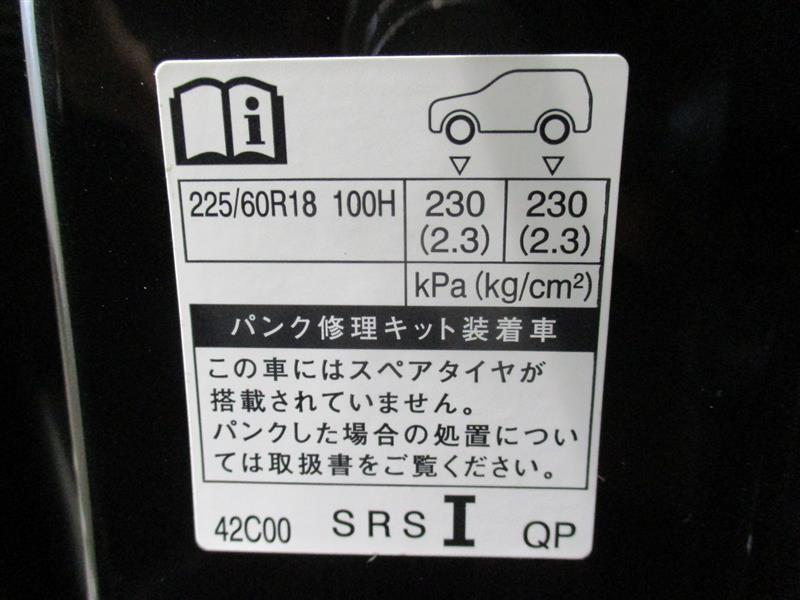 i
225/60R18 100H 230 230
(2.3) (2.3)
kPa (kg/cm²)
パンク修理キット装着車
この車にはスペアタイヤが
搭載されていません。
パンクした場合の処置につい
ては取扱書をご覧ください。
42C00 SRS I QP